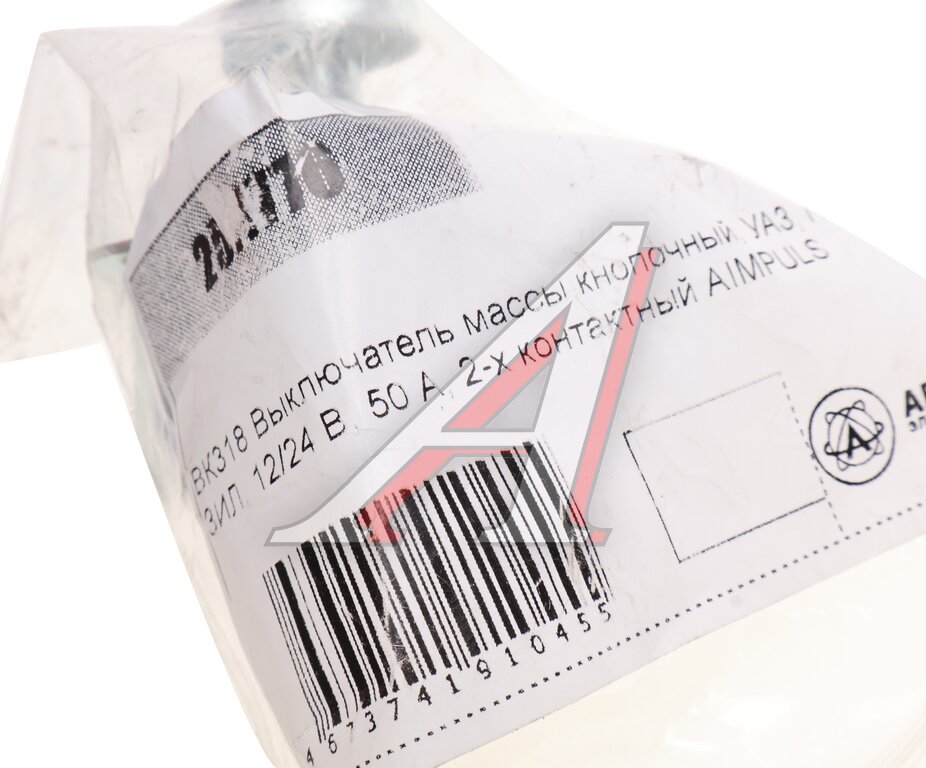 ВК318 Выключатель массы кнопочный УАЗ,
ЗИЛ, 12/24 В, 50 А, 2-х контактный AIMPULS
4673741910455
А